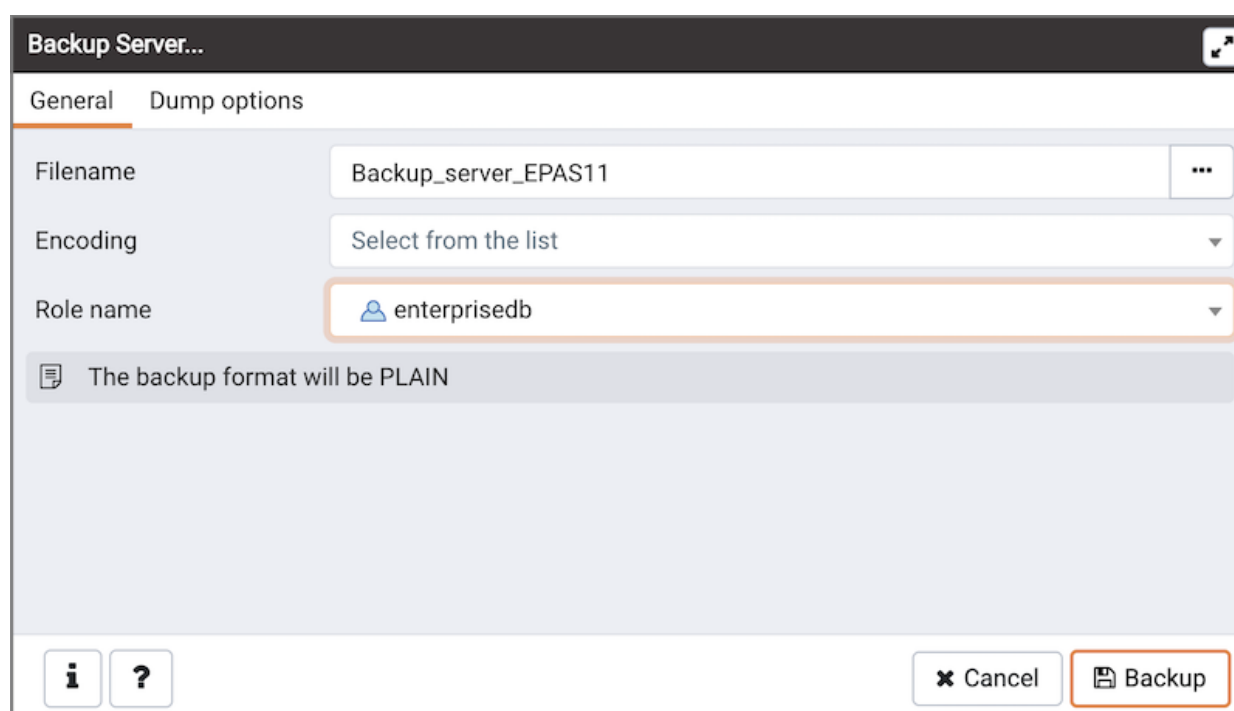 Backup Server...
General Dump options
Filename Backup_server_EPAS11 ...
Encoding Select from the list
Role name enterprisedb
The backup format will be PLAIN
i ? Cancel Backup